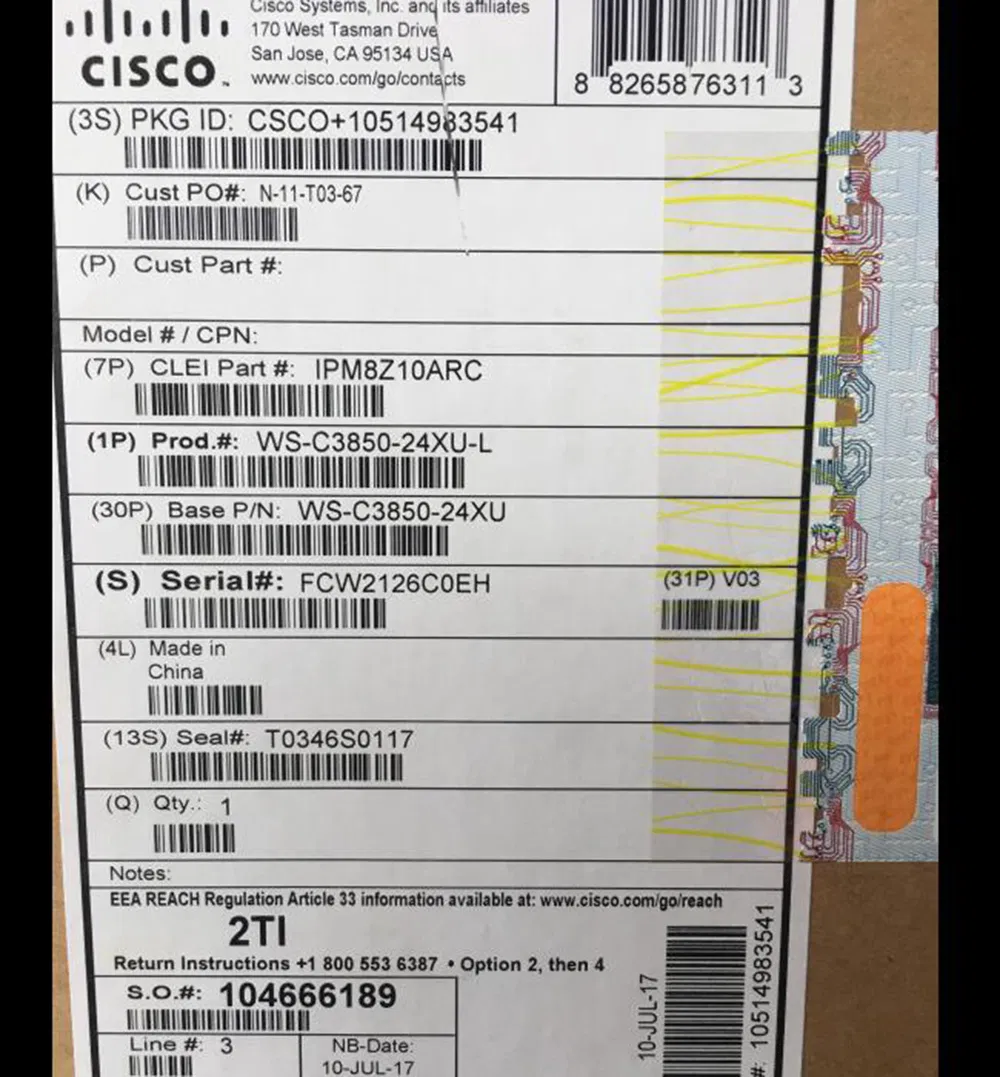 Cisco Systems, Inc. and its affiliates
170 West Tasman Drive
San Jose, CA 95134 USA
www.cisco.com/go/contacts
CISCO™
8 82658 76311 3
(3S) PKG ID: CSCO+10514983541
(K) Cust PO#: N-11-T03-67
(P) Cust Part #:
Model # / CPN:
(7P) CLEI Part #: IPM8Z10ARC
(1P) Prod.#: WS-C3850-24XU-L
(30P) Base P/N: WS-C3850-24XU
(S) Serial#: FCW2126C0EH
(31P) V03
(4L) Made in
China
(13S) Seal#: T0346S0117
(Q) Qty.: 1
Notes:
EEA REACH Regulation Article 33 information available at: www.cisco.com/go/reach
2TI
Return Instructions +1 800 553 6387 • Option 2, then 4
S.O.#: 104666189
Line #: 3
NB-Date:
10-JUL-17
10-JUL-17
#: 10514983541